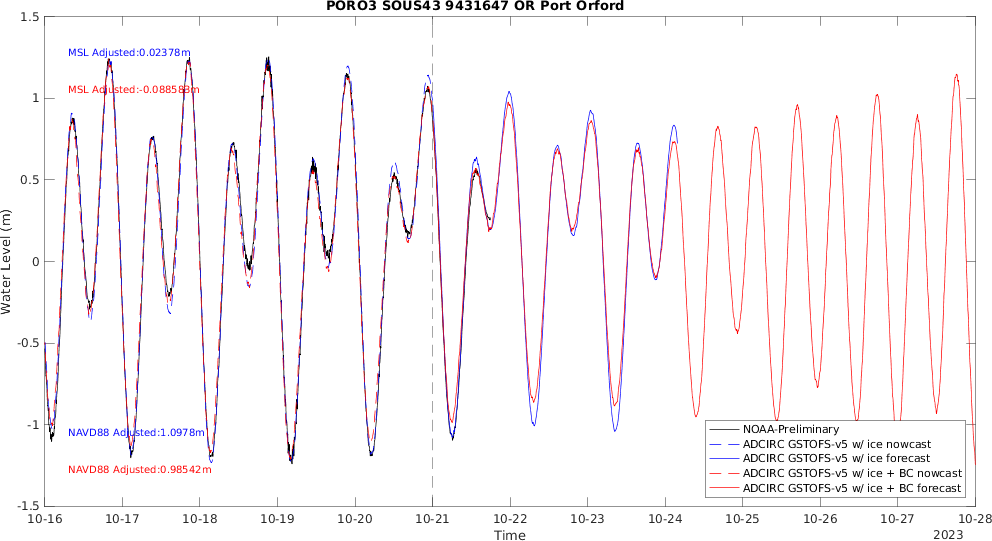 PORO3 SOUS43 9431647 OR Port Orford
1.5
1
0.5
0
-0.5
-1
-1.5
Water Level (m)
MSL Adjusted:0.02378m
MSL Adjusted:-0.088583m
NAVD88 Adjusted:1.0978m
NAVD88 Adjusted:0.98542m
NOAA-Preliminary
ADCIRC GSTOFS-v5 w/ ice nowcast
ADCIRC GSTOFS-v5 w/ ice forecast
ADCIRC GSTOFS-v5 w/ ice + BC nowcast
ADCIRC GSTOFS-v5 w/ ice + BC forecast
10-16 10-17 10-18 10-19 10-20 10-21 10-22 10-23 10-24 10-25 10-26 10-27 10-28
Time
2023